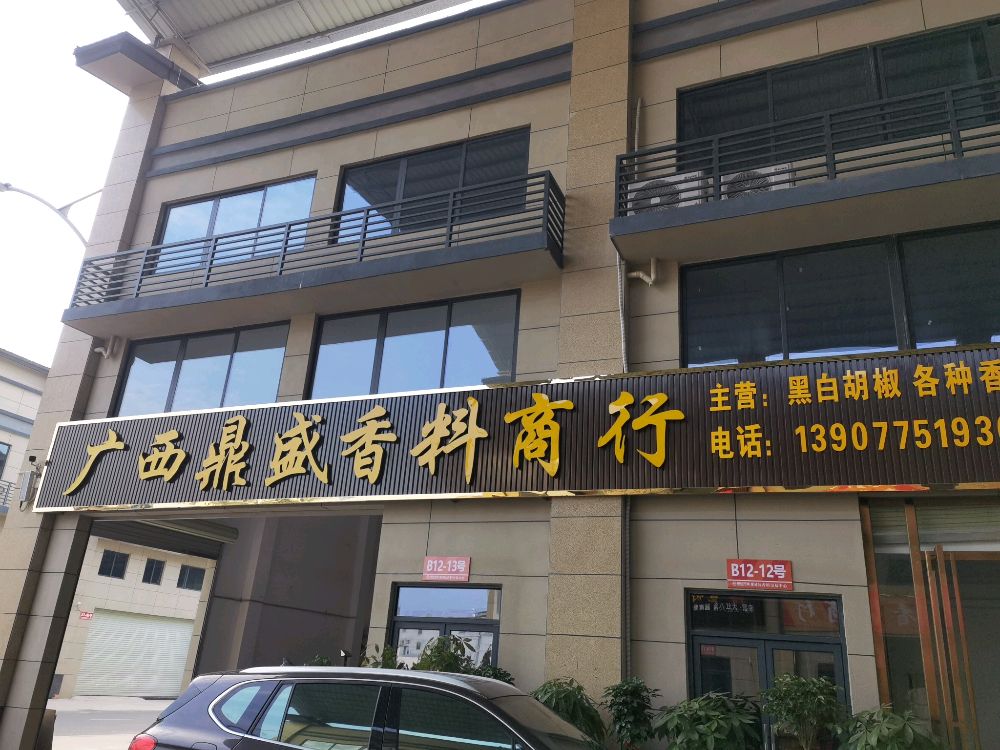 广西鼎盛香料商行
主营：黑白胡椒 各种香
电话：1390775193
B12-13号
B12-12号